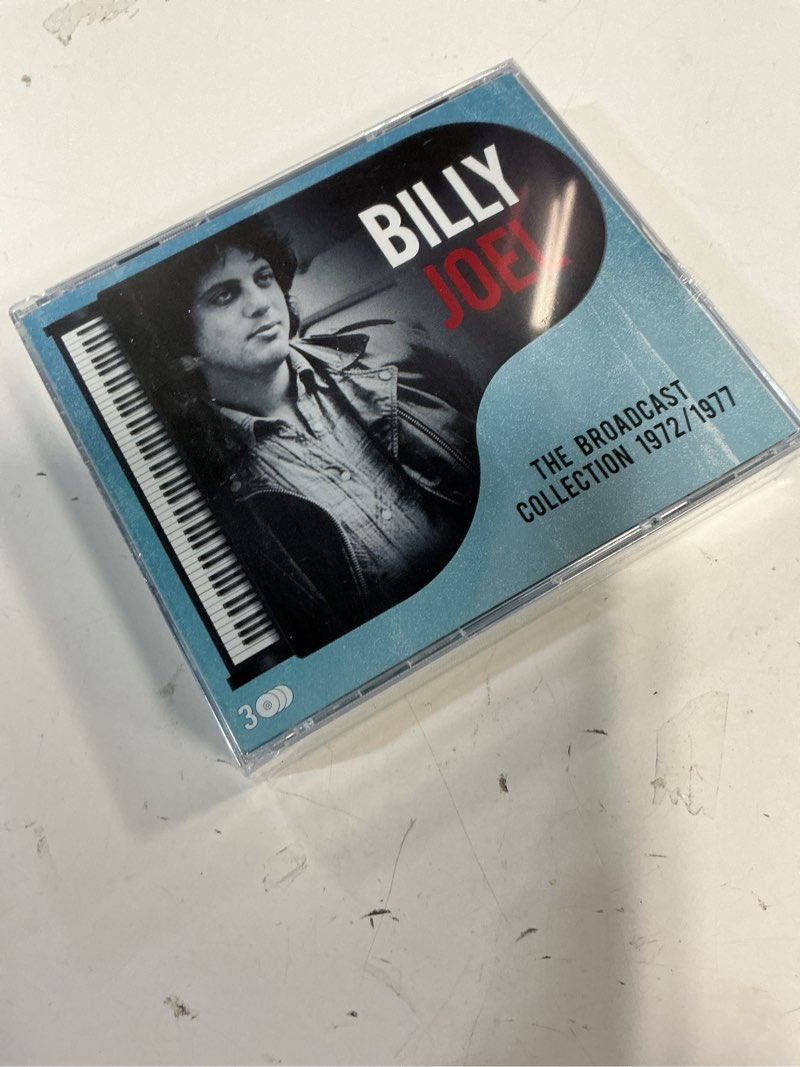 BILLY
JOEL
THE BROADCAST
COLLECTION 1972/1977
3